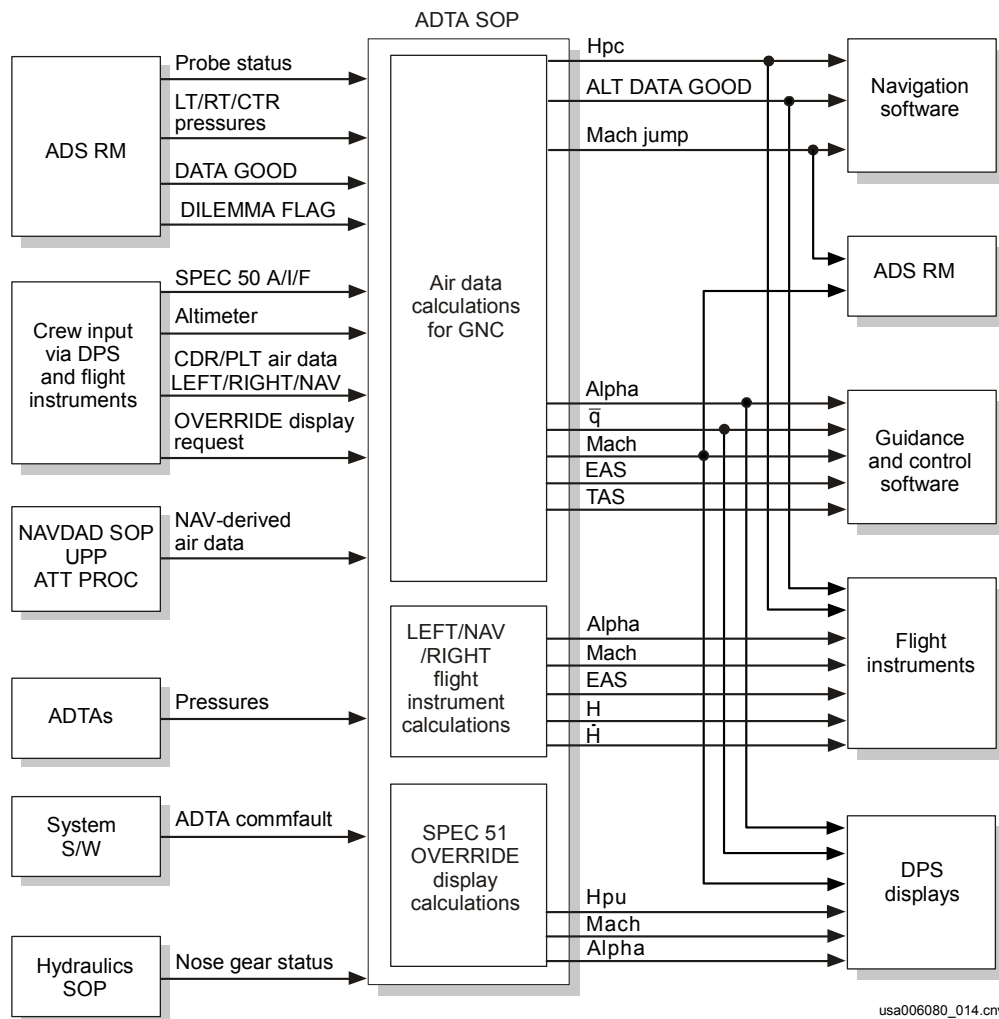 ADTA SOP
ADS RM
Probe status
LT/RT/CTR
pressures
DATA GOOD
DILEMMA FLAG
Crew input
via DPS
and flight
instruments
SPEC 50 A/I/F
Altimeter
CDR/PLT air data
LEFT/RIGHT/NAV
OVERRIDE display
request
NAVDAD SOP
UPP
ATT PROC
NAV-derived
air data
ADTAs
Pressures
System
S/W
ADTA commfault
Hydraulics
SOP
Nose gear status
Air data
calculations
for GNC
LEFT/NAV
/RIGHT
flight
instrument
calculations
SPEC 51
OVERRIDE
display
calculations
Hpc
ALT DATA GOOD
Mach jump
Alpha
q̅
Mach
EAS
TAS
Alpha
Mach
EAS
H
Ḣ
Hpu
Mach
Alpha
Navigation
software
ADS RM
Guidance
and control
software
Flight
instruments
DPS
displays
usa006080_014.cnv